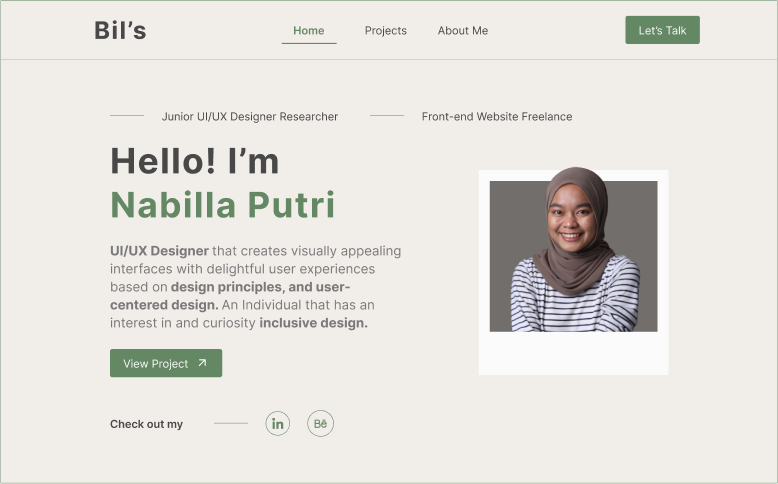 Bil’s
Home
Projects
About Me
Let’s Talk
Junior UI/UX Designer Researcher
Front-end Website Freelance
Hello! I’m
Nabilla Putri
UI/UX Designer that creates visually appealing
interfaces with delightful user experiences
based on design principles, and user-
centered design. An Individual that has an
interest in and curiosity inclusive design.
View Project
Check out my
in
Bē